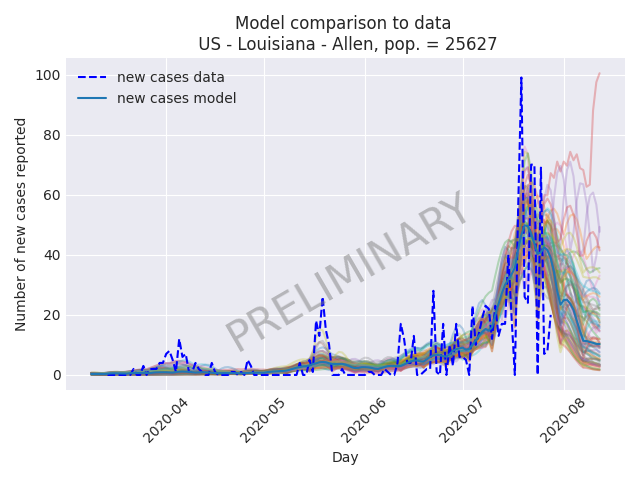 Model comparison to data
US - Louisiana - Allen, pop. = 25627
new cases data
new cases model
Number of new cases reported
100
80
60
40
20
0
PRELIMINARY
2020-04
2020-05
2020-06
2020-07
2020-08
Day